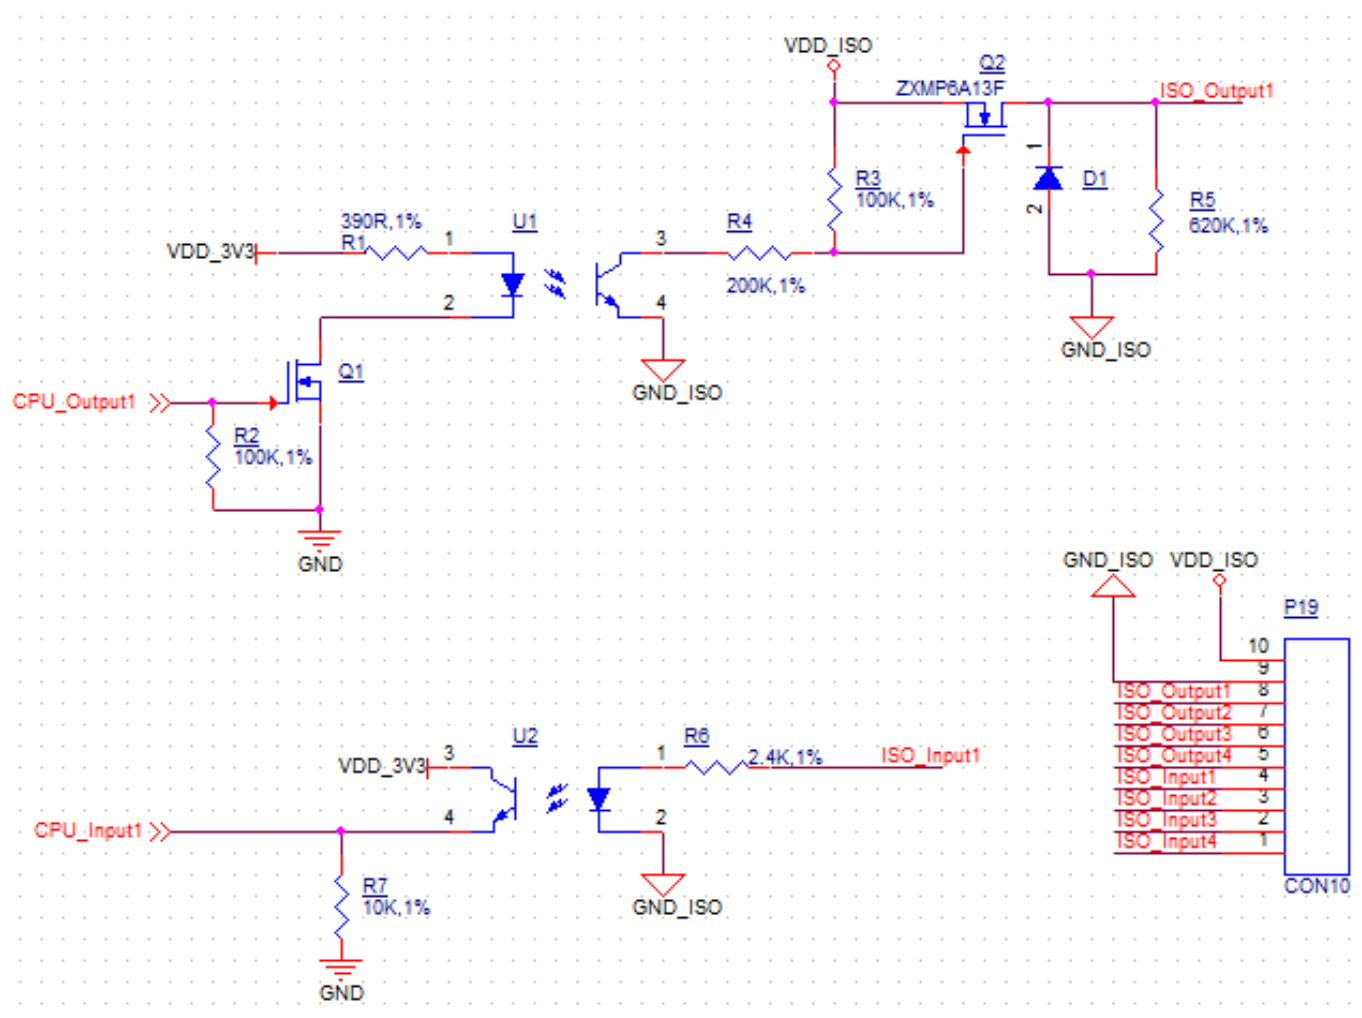 VDD_ISO
Q2
ZXMP6A13F
ISO_Output1
1
D1
2
R3
100K,1%
R5
620K,1%
390R,1%
R1
VDD_3V3
1
U1
2
3
4
R4
200K,1%
GND_ISO
GND_ISO
CPU_Output1
Q1
R2
100K,1%
GND
GND_ISO
VDD_ISO
P19
10
9
ISO_Output1 8
ISO_Output2 7
ISO_Output3 6
ISO_Output4 5
ISO_Input1 4
ISO_Input2 3
ISO_Input3 2
ISO_Input4 1
CON10
U2
VDD_3V3
3
4
1
R6
2.4K,1%
ISO_Input1
2
CPU_Input1
R7
10K,1%
GND
GND_ISO